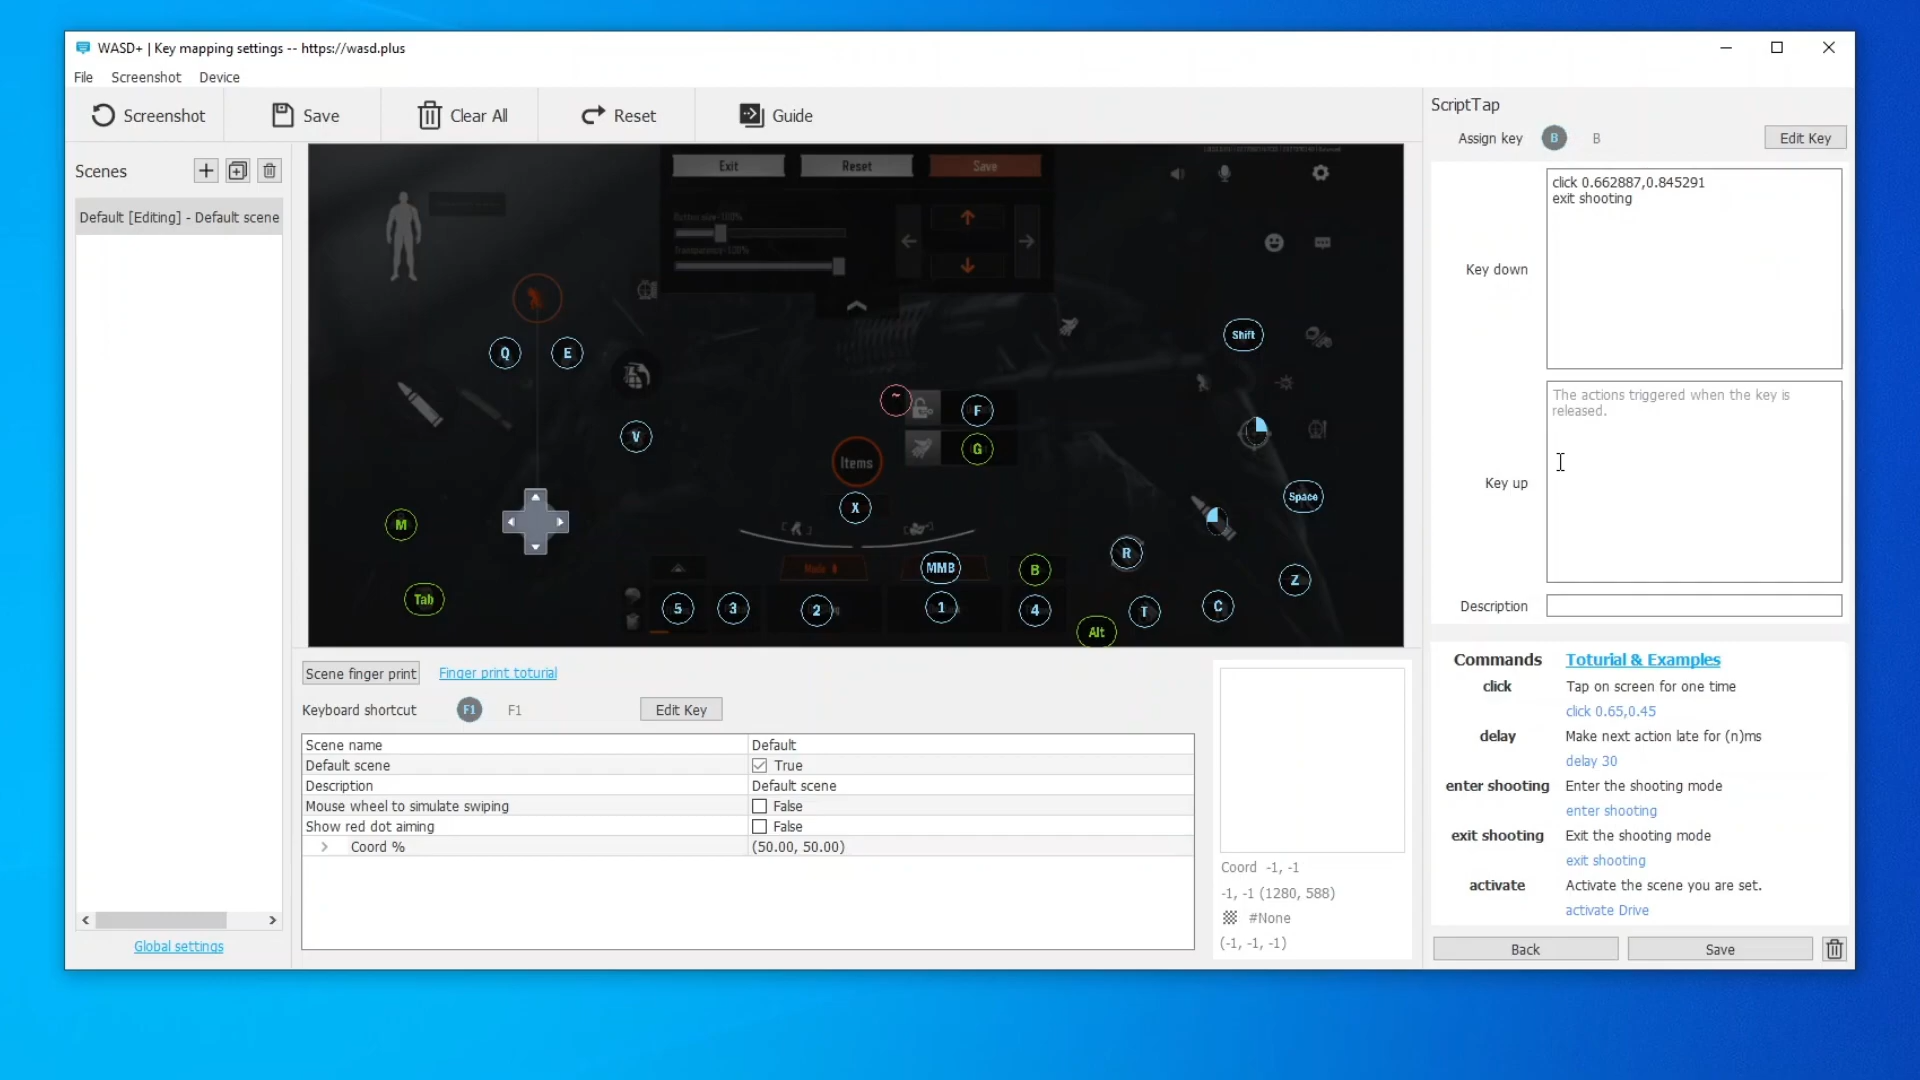 WASD+ | Key mapping settings -- https://wasd.plus
File Screenshot Device
Screenshot Save Clear All Reset Guide
Scenes
Default [Editing] - Default scene
Global settings
Exit Reset Save
Button size-100%
Transparency-100%
Q E
V
M
Tab
~
F
G
Items
X
Shift
Space
R
Z
Mode
MMB
B
5 3 2 1 4
Alt
T
C
Scene finger print Finger print toturial
Keyboard shortcut F1 F1 Edit Key
Scene name Default
Default scene True
Description Default scene
Mouse wheel to simulate swiping False
Show red dot aiming False
Coord % (50.00, 50.00)
Coord -1, -1
-1, -1 (1280, 588)
#None
(-1, -1, -1)
ScriptTap
Assign key B B Edit Key
Key down
click 0.662887,0.845291
exit shooting
Key up
The actions triggered when the key is
released.
Description
Commands Toturial & Examples
click Tap on screen for one time
click 0.65,0.45
delay Make next action late for (n)ms
delay 30
enter shooting Enter the shooting mode
enter shooting
exit shooting Exit the shooting mode
exit shooting
activate Activate the scene you are set.
activate Drive
Back Save